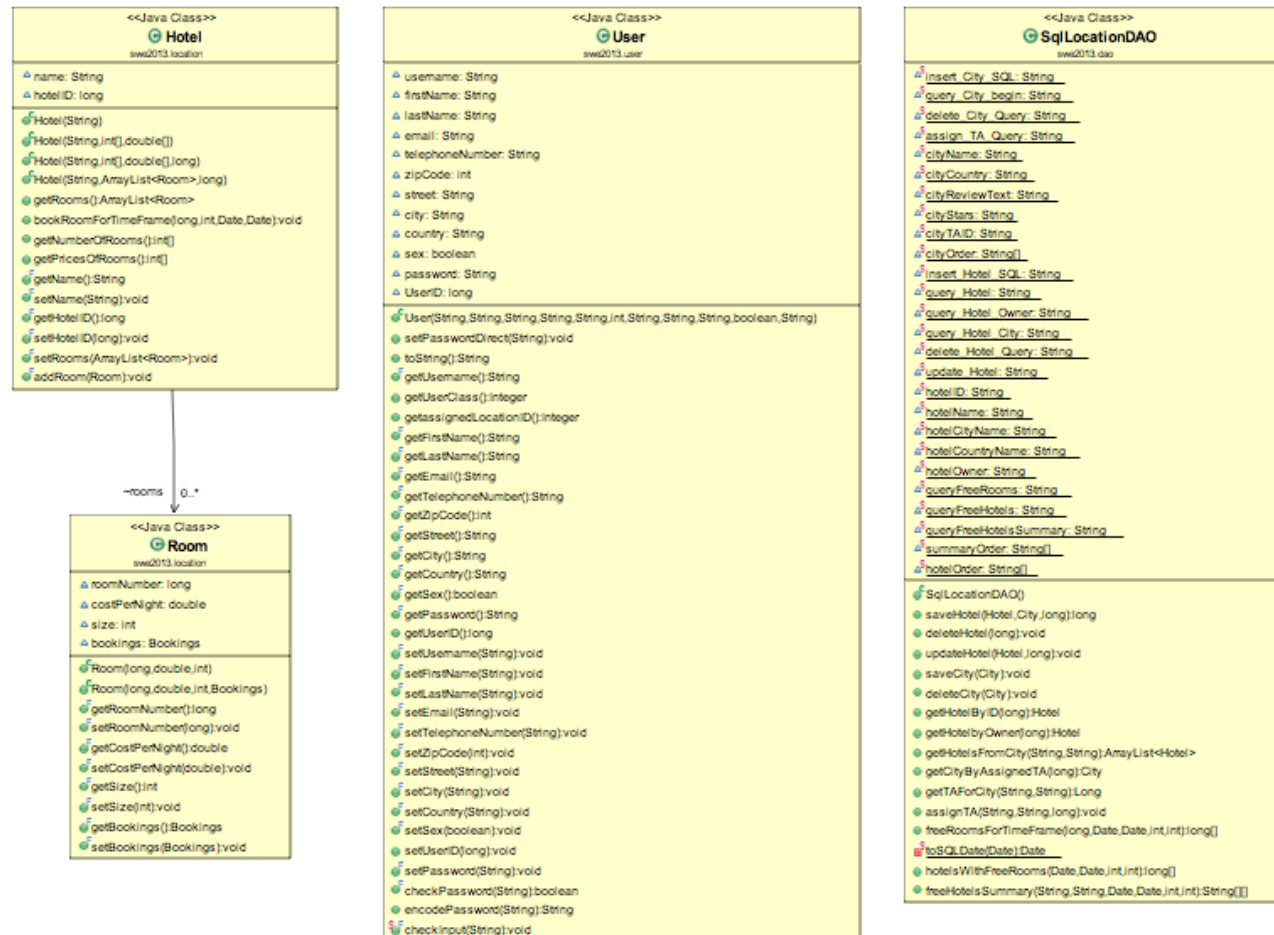 <<Java Class>>
Hotel
swe2013.location
name: String
hotelID: long
Hotel(String)
Hotel(String,int[],double[])
Hotel(String,int[],double[],long)
Hotel(String,ArrayList<Room>,long)
getRooms():ArrayList<Room>
bookRoomForTimeFrame(long,int,Date,Date):void
getNumberOfRooms():int[]
getPricesOfRooms():int[]
getName():String
setName(String):void
getHotelID():long
setHotelID(long):void
setRooms(ArrayList<Room>):void
addRoom(Room):void
~rooms
0..*
<<Java Class>>
Room
swe2013.location
roomNumber: long
costPerNight: double
size: int
bookings: Bookings
Room(long,double,int)
Room(long,double,int,Bookings)
getRoomNumber():long
setRoomNumber(long):void
getCostPerNight():double
setCostPerNight(double):void
getSize():int
setSize(int):void
getBookings():Bookings
setBookings(Bookings):void
<<Java Class>>
User
swe2013.user
username: String
firstName: String
lastName: String
email: String
telephoneNumber: String
zipCode: int
street: String
city: String
country: String
sex: boolean
password: String
UserID: long
User(String,String,String,String,String,int,String,String,String,boolean,String)
setPasswordDirect(String):void
toString():String
getUsername():String
getUserClass():Integer
getassignedLocationID():Integer
getFirstName():String
getLastName():String
getEmail():String
getTelephoneNumber():String
getZipCode():int
getStreet():String
getCity():String
getCountry():String
getSex():boolean
getPassword():String
getUserID():long
setUsername(String):void
setFirstName(String):void
setLastName(String):void
setEmail(String):void
setTelephoneNumber(String):void
setZipCode(int):void
setStreet(String):void
setCity(String):void
setCountry(String):void
setSex(boolean):void
setUserID(long):void
setPassword(String):void
checkPassword(String):boolean
encodePassword(String):String
checkInput(String):void
<<Java Class>>
SqlLocationDAO
swe2013.dao
insert_City_SQL: String
query_City_begin: String
delete_City_Query: String
assign_TA_Query: String
cityName: String
cityCountry: String
cityReviewText: String
cityStars: String
cityTAID: String
cityOrder: String[]
insert_Hotel_SQL: String
query_Hotel: String
query_Hotel_Owner: String
query_Hotel_City: String
delete_Hotel_Query: String
update_Hotel: String
hotelID: String
hotelName: String
hotelCityName: String
hotelCountryName: String
hotelOwner: String
queryFreeRooms: String
queryFreeHotels: String
queryFreeHotelsSummary: String
summaryOrder: String[]
hotelOrder: String[]
SqlLocationDAO()
saveHotel(Hotel,City,long):long
deleteHotel(long):void
updateHotel(Hotel,long):void
saveCity(City):void
deleteCity(City):void
getHotelByID(long):Hotel
getHotelbyOwner(long):Hotel
getHotelsFromCity(String,String):ArrayList<Hotel>
getCityByAssignedTA(long):City
getTAForCity(String,String):Long
assignTA(String,String,long):void
freeRoomsForTimeFrame(long,Date,Date,int,int):long[]
toSQLDate(Date):Date
hotelsWithFreeRooms(Date,Date,int,int):long[]
freeHotelsSummary(String,String,Date,Date,int,int):String[][]